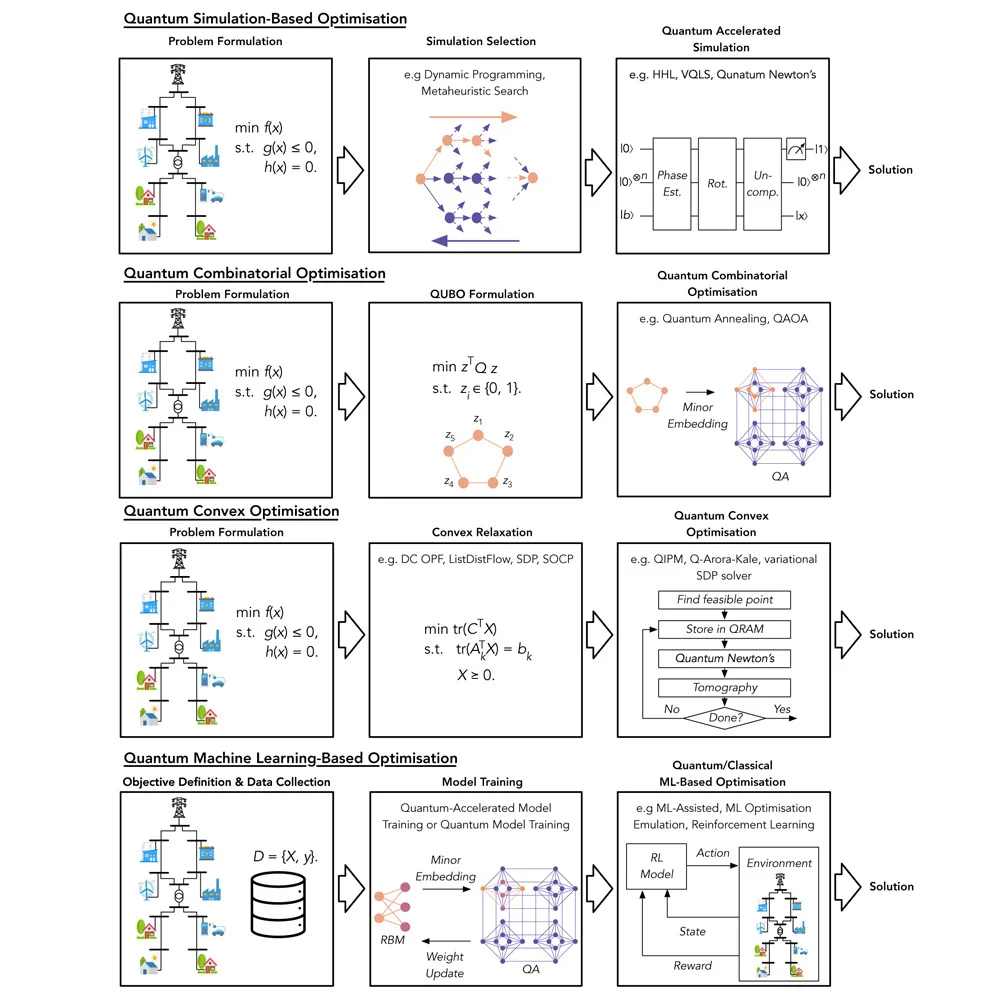 Quantum Simulation-Based Optimisation
Problem Formulation
min f(x)
s.t. g(x) ≤ 0,
h(x) = 0.
Simulation Selection
e.g Dynamic Programming,
Metaheuristic Search
Quantum Accelerated
Simulation
e.g. HHL, VQLS, Qunatum Newton's
|0⟩
|0⟩⊗n
|b⟩
Phase
Est.
Rot.
Un-
comp.
|1⟩
|0⟩⊗n
|x⟩
Solution
Quantum Combinatorial Optimisation
Problem Formulation
min f(x)
s.t. g(x) ≤ 0,
h(x) = 0.
QUBO Formulation
min zᵀQ z
s.t. zᵢ ∈ {0, 1}.
z₁
z₅ z₂
z₄ z₃
Quantum Combinatorial
Optimisation
e.g. Quantum Annealing, QAOA
Minor
Embedding
QA
Solution
Quantum Convex Optimisation
Problem Formulation
min f(x)
s.t. g(x) ≤ 0,
h(x) = 0.
Convex Relaxation
e.g. DC OPF, ListDistFlow, SDP, SOCP
min tr(CᵀX)
s.t. tr(AₖᵀX) = bₖ
X ≥ 0.
Quantum Convex
Optimisation
e.g. QIPM, Q-Arora-Kale, variational
SDP solver
Find feasible point
Store in QRAM
Quantum Newton's
Tomography
No Done? Yes
Solution
Quantum Machine Learning-Based Optimisation
Objective Definition & Data Collection
D = {X, y}.
Model Training
Quantum-Accelerated Model
Training or Quantum Model Training
Minor
Embedding
RBM
Weight
Update
QA
Quantum/Classical
ML-Based Optimisation
e.g ML-Assisted, ML Optimisation
Emulation, Reinforcement Learning
RL
Model
Action
Environment
State
Reward
Solution